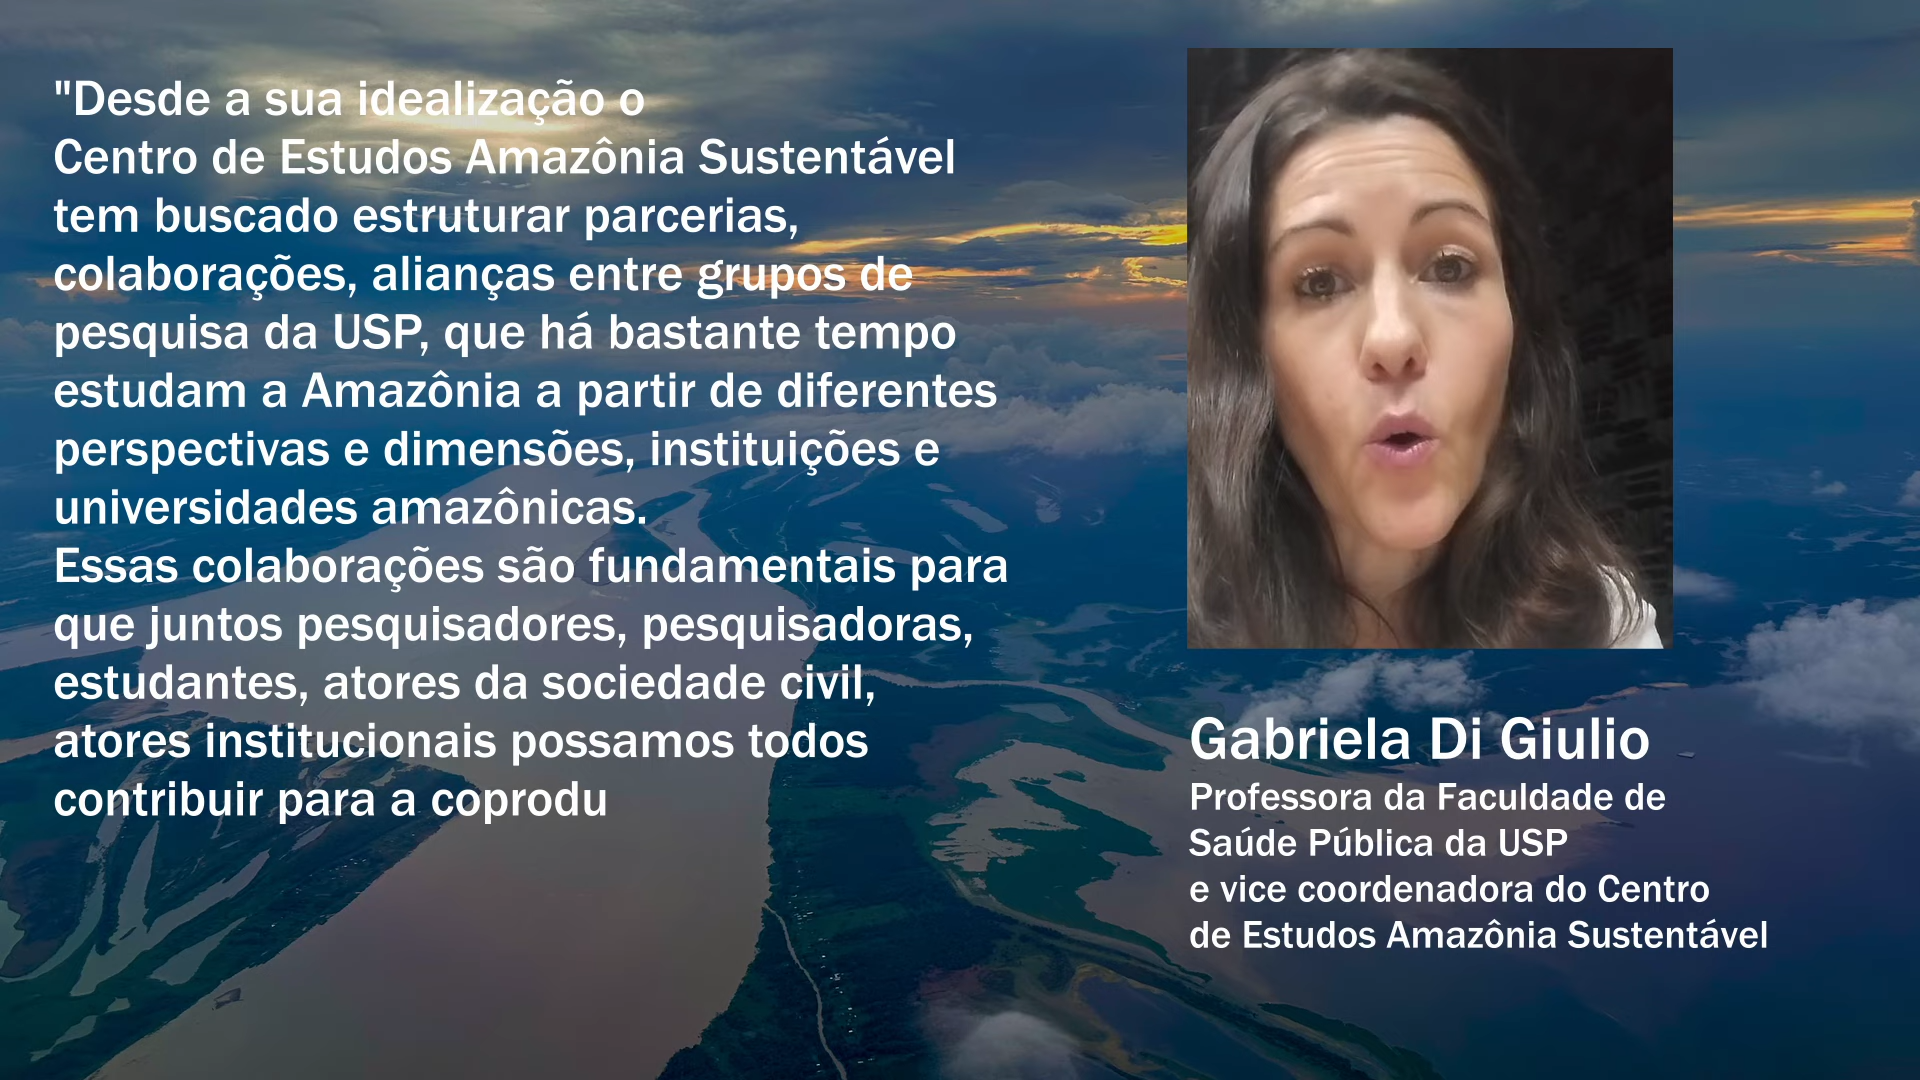 "Desde a sua idealização o
Centro de Estudos Amazônia Sustentável
tem buscado estruturar parcerias,
colaborações, alianças entre grupos de
pesquisa da USP, que há bastante tempo
estudam a Amazônia a partir de diferentes
perspectivas e dimensões, instituições e
universidades amazônicas.
Essas colaborações são fundamentais para
que juntos pesquisadores, pesquisadoras,
estudantes, atores da sociedade civil,
atores institucionais possamos todos
contribuir para a coprodu
Gabriela Di Giulio
Professora da Faculdade de
Saúde Pública da USP
e vice coordenadora do Centro
de Estudos Amazônia Sustentável